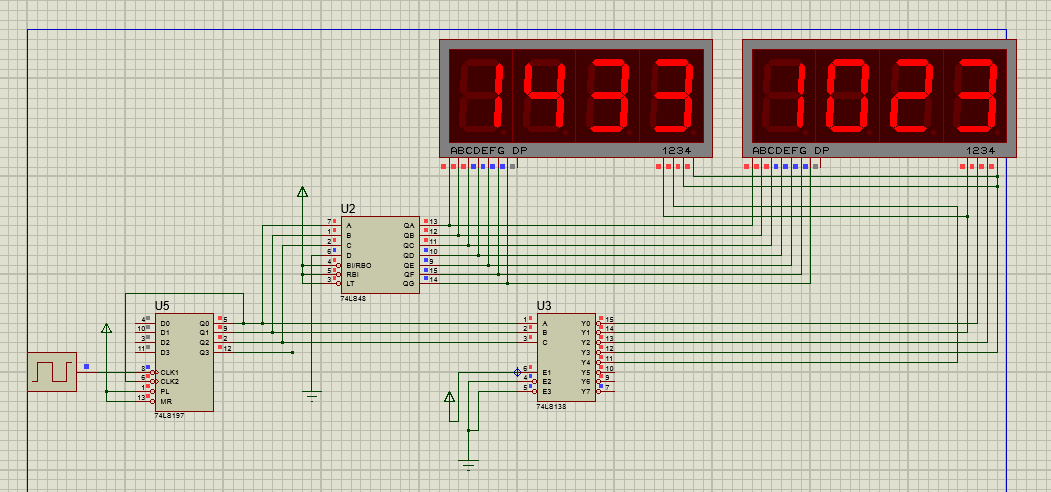 1433
1023
ABCDEFG DP
1234
ABCDEFG DP
1234
U2
7 A QA 13
1 B QB 12
2 C QC 11
6 D QD 10
4 BI/RBO QE 9
5 RBI QF 15
3 LT QG 14
74LS48
U5
4 D0 Q0 5
10 D1 Q1 9
3 D2 Q2 2
11 D3 Q3 12
8 CLK1
6 CLK2
1 PL
13 MR
74LS197
U3
1 A Y0 15
2 B Y1 14
3 C Y2 13
Y3 12
Y4 11
6 E1 Y5 10
4 E2 Y6 9
5 E3 Y7 7
74LS138